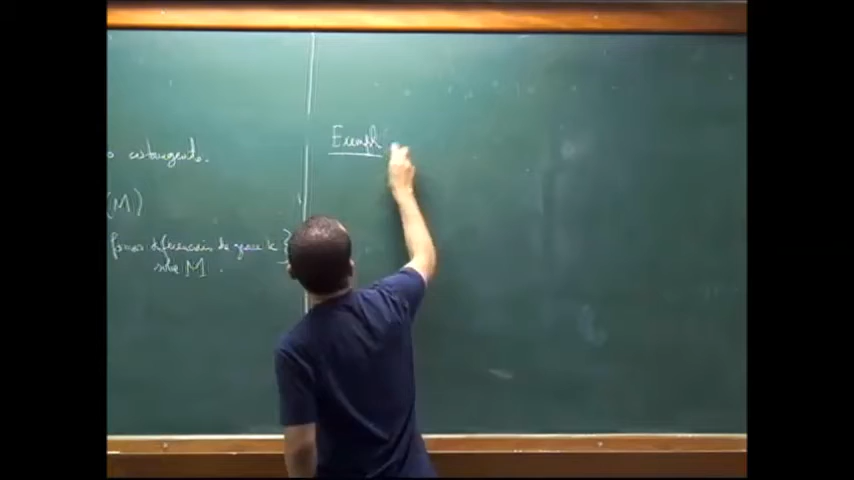 cotangente.
(M)
formas diferenciais de grau k }
sobre M.
Exempl